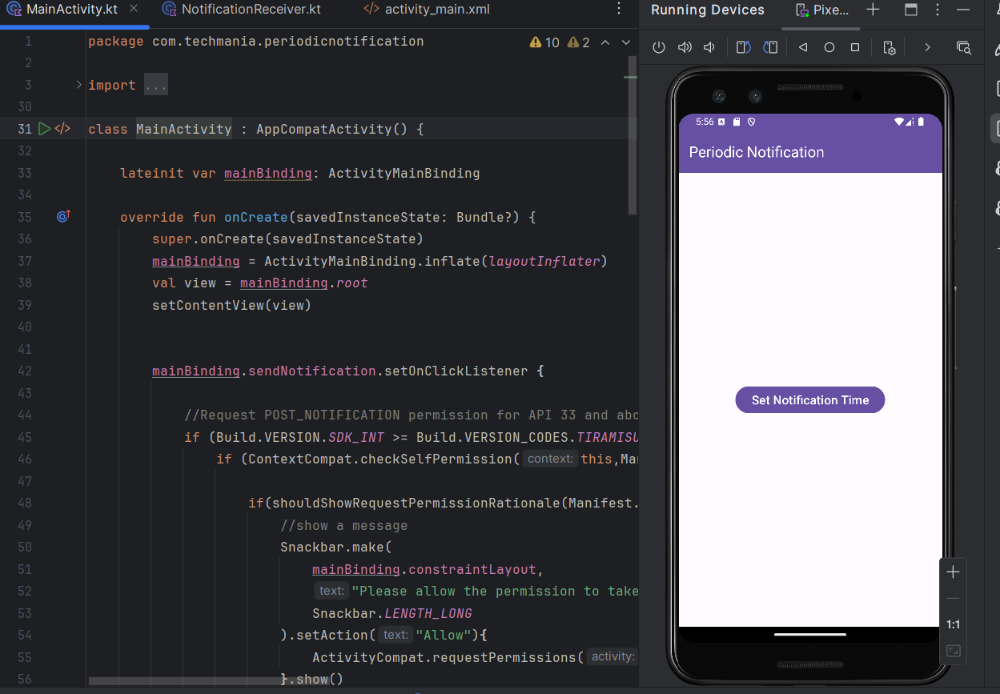 MainActivity.kt NotificationReceiver.kt activity_main.xml
Running Devices Pixe...
1 package com.techmania.periodicnotification 10 2
2
3 import ...
30
31 class MainActivity : AppCompatActivity() {
32
33 lateinit var mainBinding: ActivityMainBinding
34
35 override fun onCreate(savedInstanceState: Bundle?) {
36 super.onCreate(savedInstanceState)
37 mainBinding = ActivityMainBinding.inflate(layoutInflater)
38 val view = mainBinding.root
39 setContentView(view)
40
41
42 mainBinding.sendNotification.setOnClickListener {
43
44 //Request POST_NOTIFICATION permission for API 33 and abo
45 if (Build.VERSION.SDK_INT >= Build.VERSION_CODES.TIRAMISU
46 if (ContextCompat.checkSelfPermission( context: this,Man
47
48 if(shouldShowRequestPermissionRationale(Manifest.
49 //show a message
50 Snackbar.make(
51 mainBinding.constraintLayout,
52 text: "Please allow the permission to take
53 Snackbar.LENGTH_LONG
54 ).setAction( text: "Allow"){
55 ActivityCompat.requestPermissions( activity:
56 }.show()
5:56
Periodic Notification
Set Notification Time
1:1